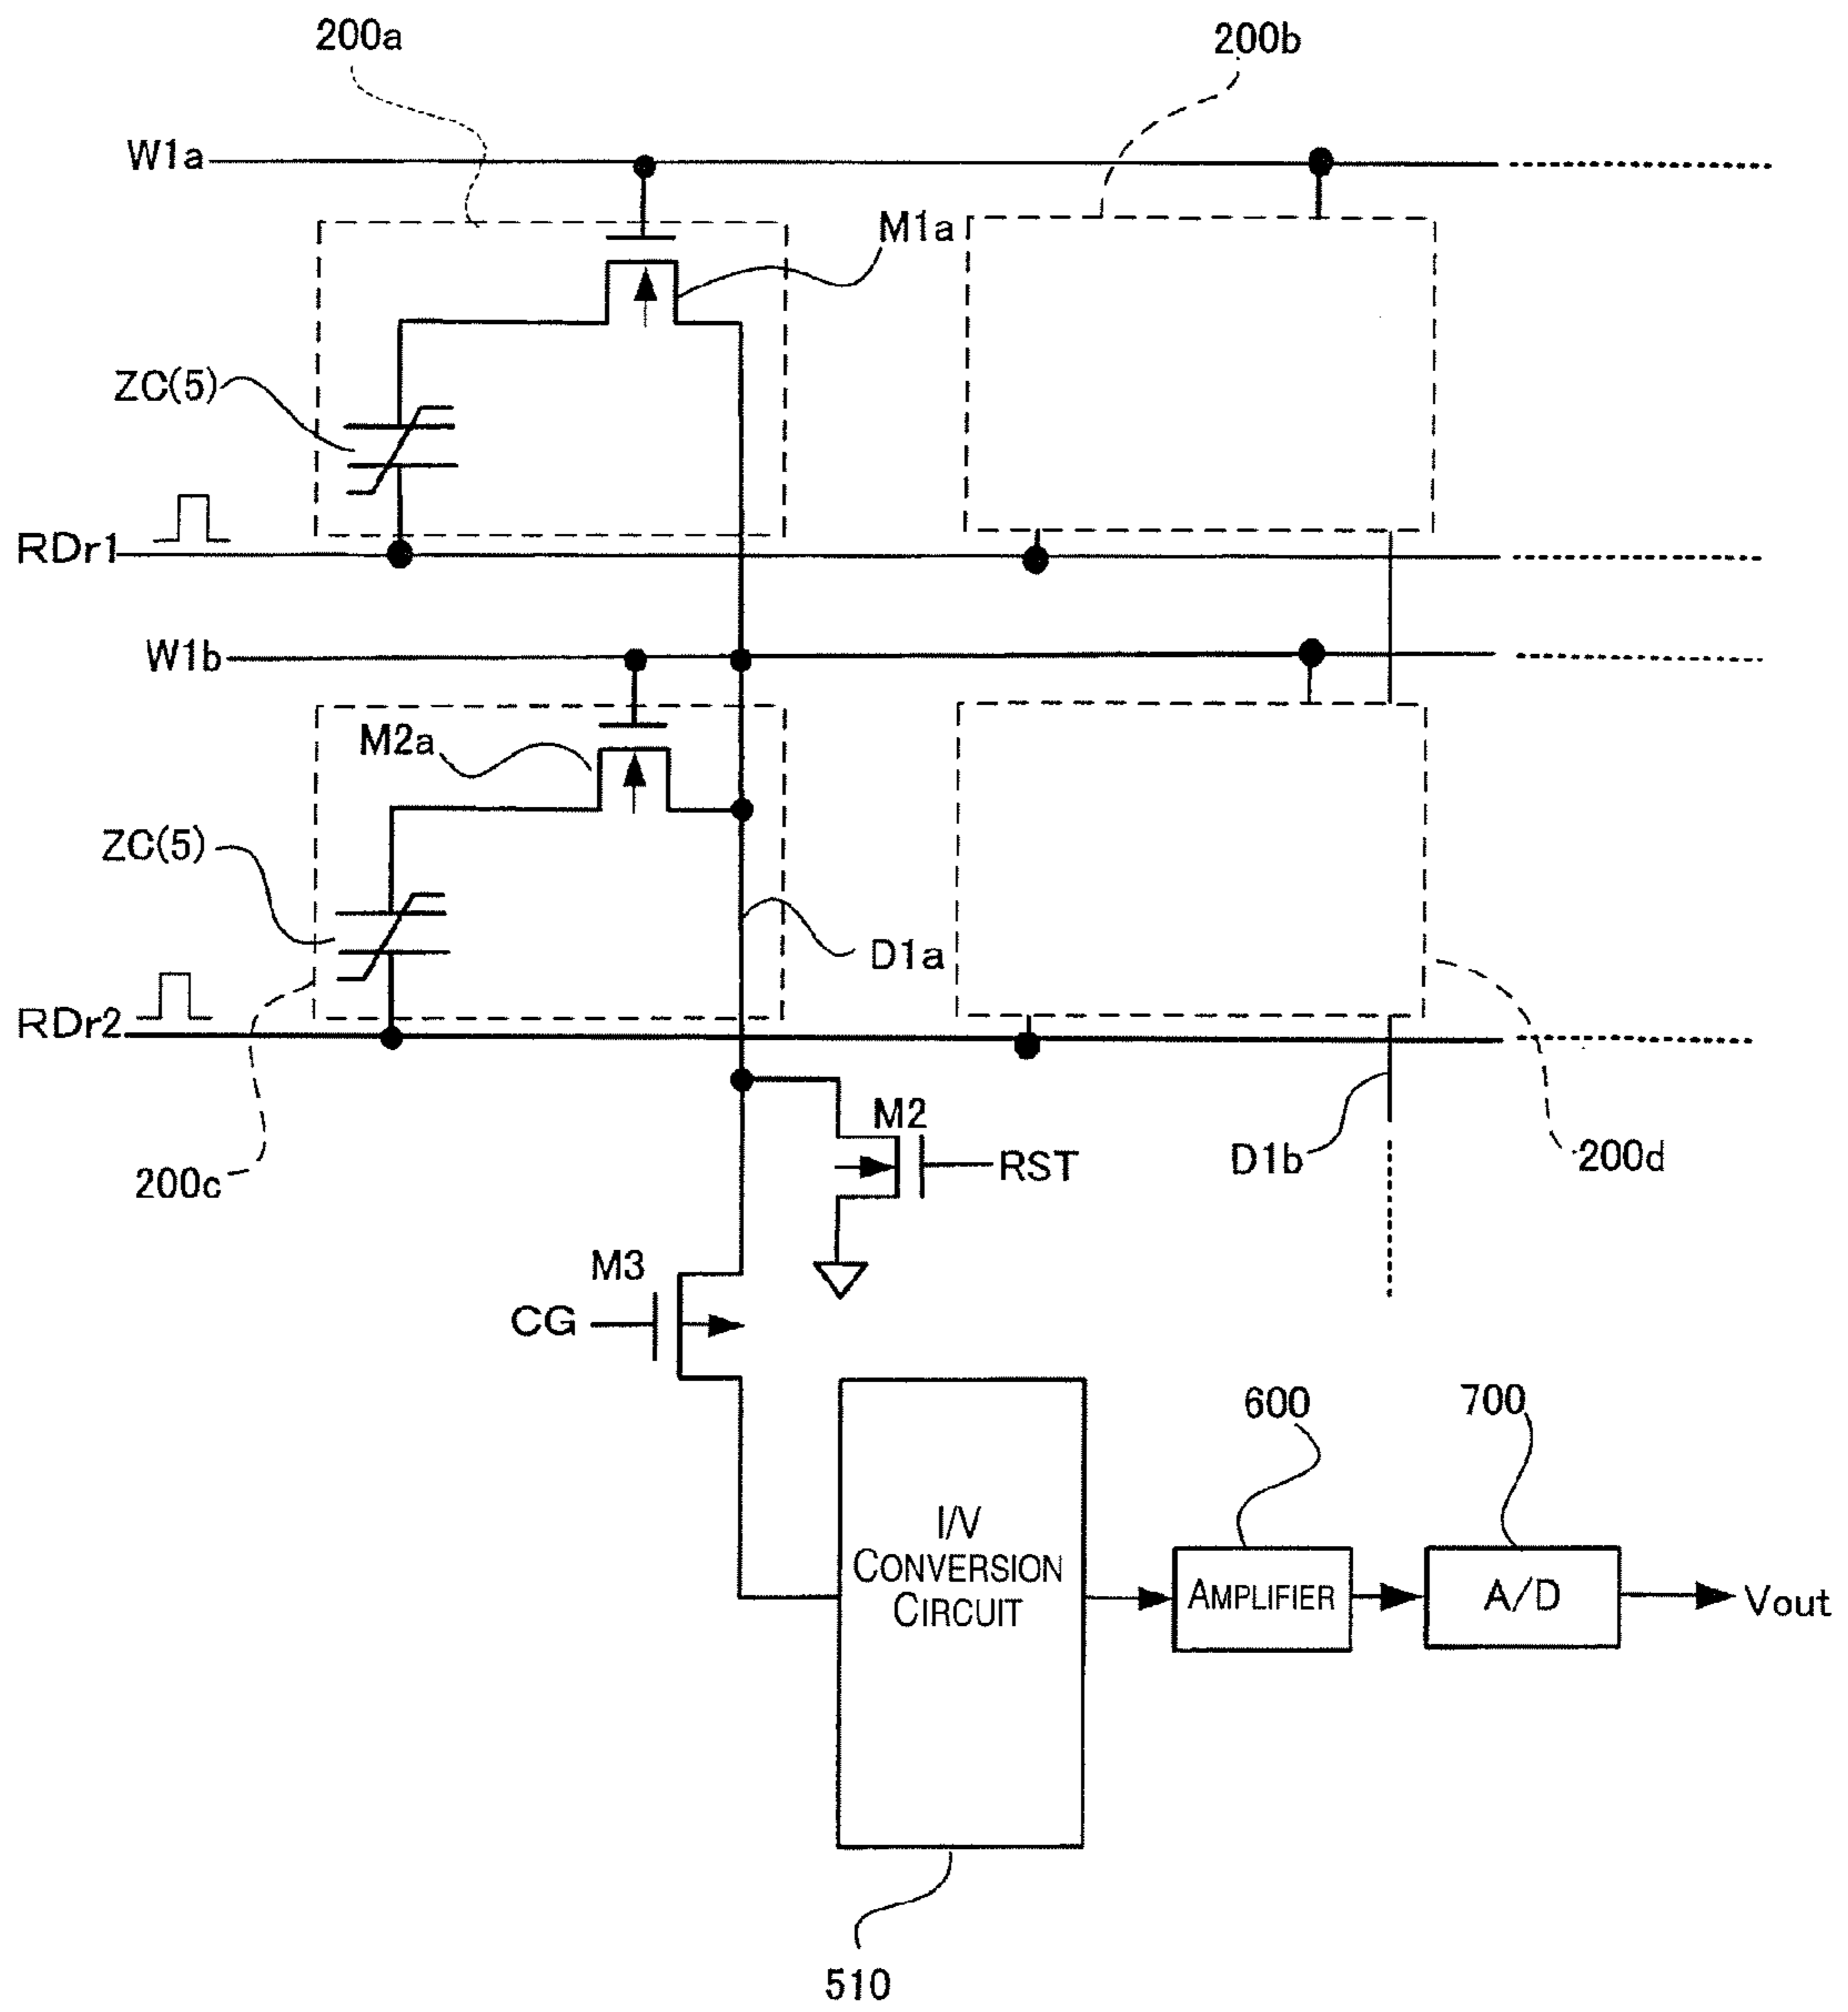 200a
200b
W1a
M1a
ZC(5)
RDr1
W1b
M2a
ZC(5)
D1a
RDr2
M2
RST
D1b
200d
200c
M3
CG
600
700
I/V
CONVERSION
CIRCUIT
AMPLIFIER
A/D
Vout
510